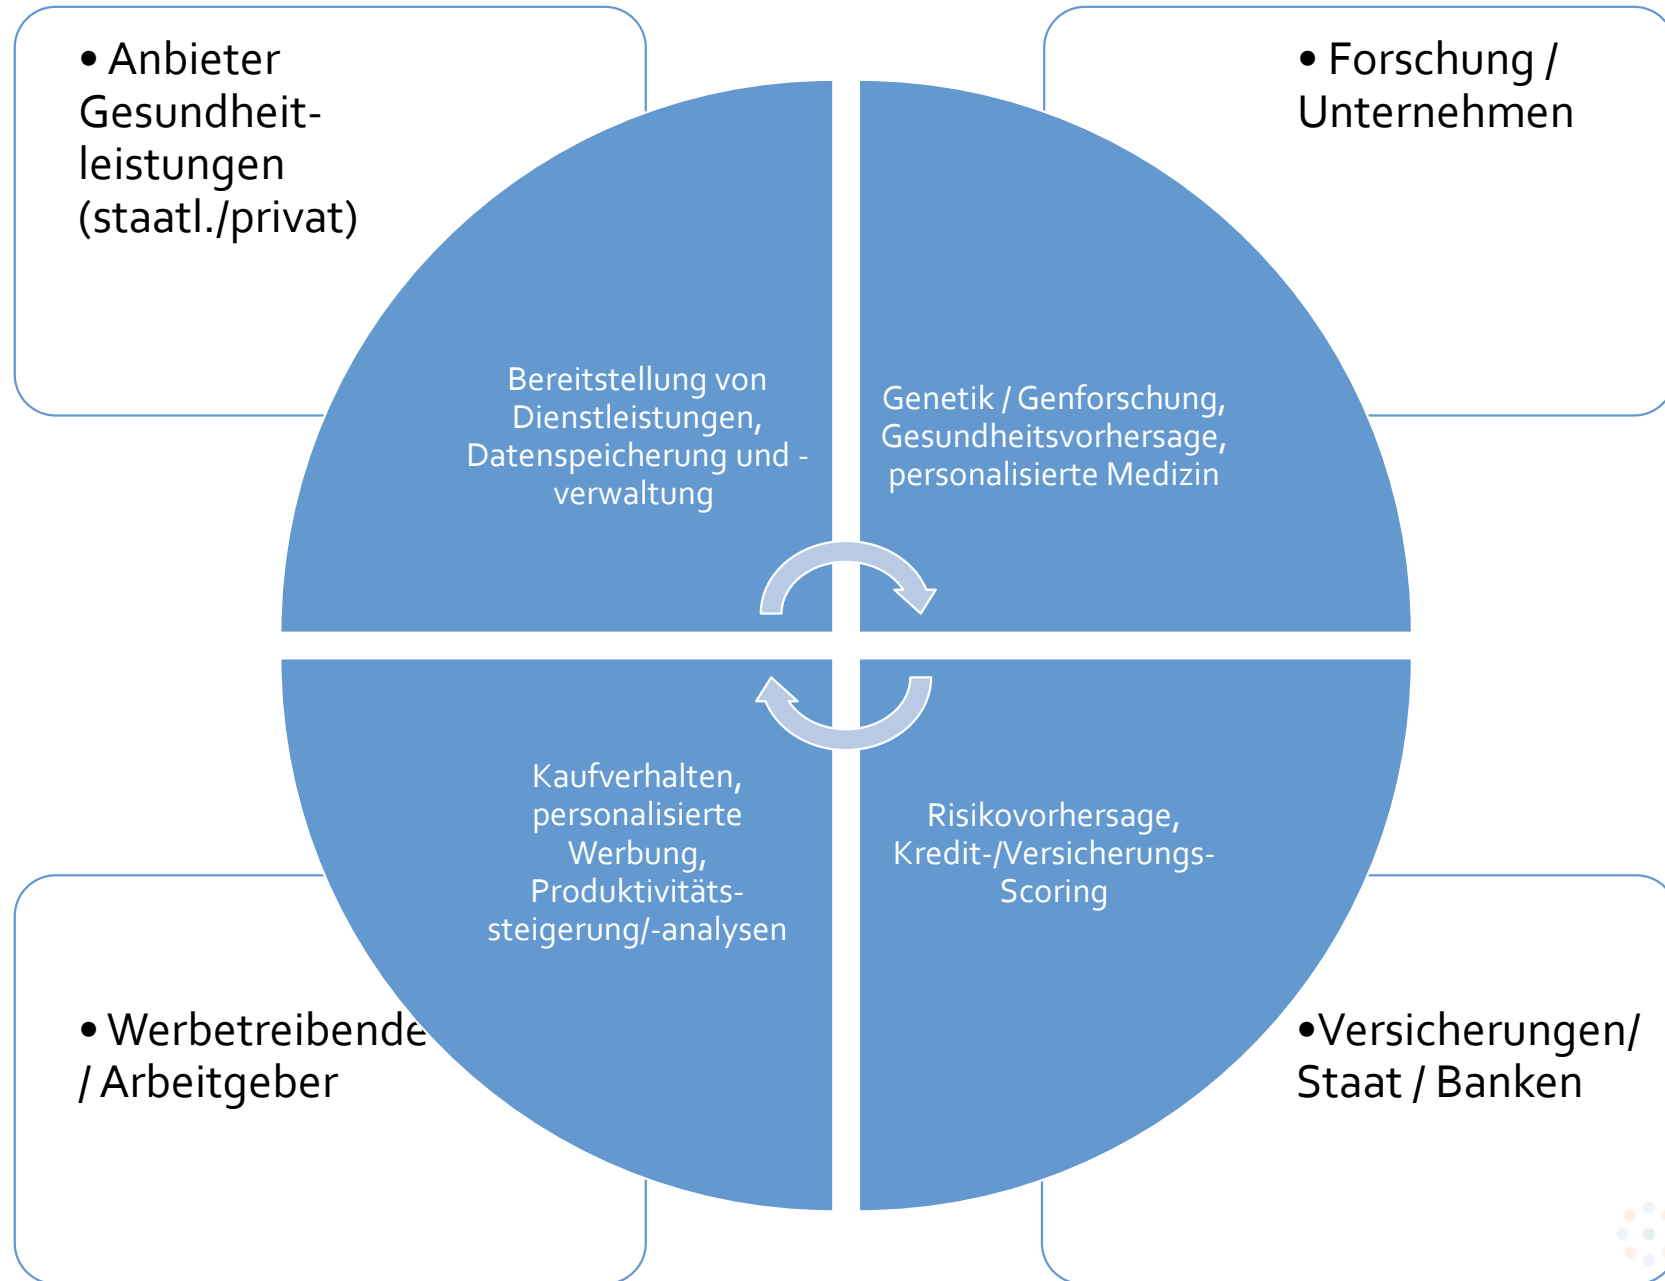 • Anbieter
Gesundheit-
leistungen
(staatl./privat)
• Forschung /
Unternehmen
Bereitstellung von
Dienstleistungen,
Datenspeicherung und -
verwaltung
Genetik / Genforschung,
Gesundheitsvorhersage,
personalisierte Medizin
Kaufverhalten,
personalisierte
Werbung,
Produktivitäts-
steigerung/-analysen
Risikovorhersage,
Kredit-/Versicherungs-
Scoring
• Werbetreibende
/ Arbeitgeber
•Versicherungen/
Staat / Banken